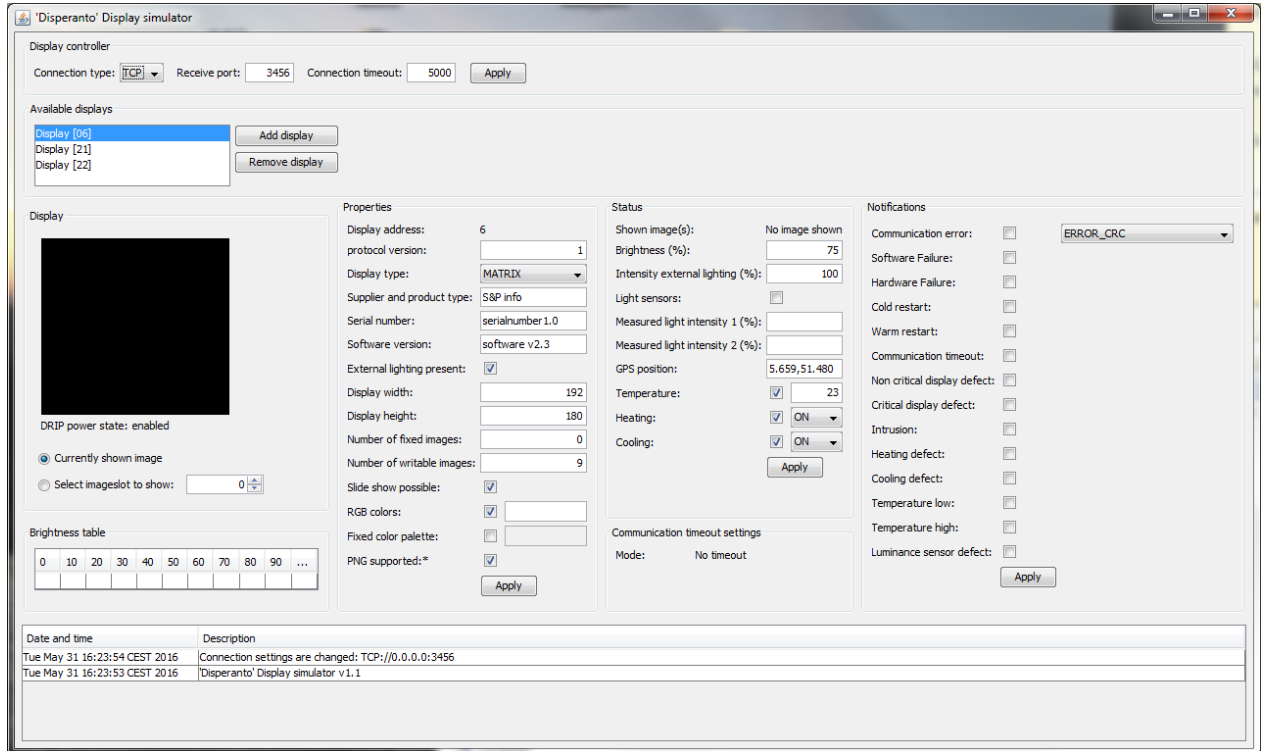 'Disperanto' Display simulator
Display controller
Connection type: TCP Receive port: 3456 Connection timeout: 5000 Apply
Available displays
Display [06]
Display [21]
Display [22]
Add display
Remove display
Display
DRIP power state: enabled
Currently shown image
Select imageslot to show: 0
Brightness table
0 10 20 30 40 50 60 70 80 90 ...
Properties
Display address: 6
protocol version: 1
Display type: MATRIX
Supplier and product type: S&P info
Serial number: serialnumber1.0
Software version: software v2.3
External lighting present:
Display width: 192
Display height: 180
Number of fixed images: 0
Number of writable images: 9
Slide show possible:
RGB colors:
Fixed color palette:
PNG supported:*
Apply
Status
Shown image(s): No image shown
Brightness (%): 75
Intensity external lighting (%): 100
Light sensors:
Measured light intensity 1 (%):
Measured light intensity 2 (%):
GPS position: 5.659,51.480
Temperature: 23
Heating: ON
Cooling: ON
Apply
Communication timeout settings
Mode: No timeout
Notifications
Communication error: ERROR_CRC
Software Failure:
Hardware Failure:
Cold restart:
Warm restart:
Communication timeout:
Non critical display defect:
Critical display defect:
Intrusion:
Heating defect:
Cooling defect:
Temperature low:
Temperature high:
Luminance sensor defect:
Apply
Date and time Description
Tue May 31 16:23:54 CEST 2016 Connection settings are changed: TCP://0.0.0.0:3456
Tue May 31 16:23:53 CEST 2016 'Disperanto' Display simulator v1.1